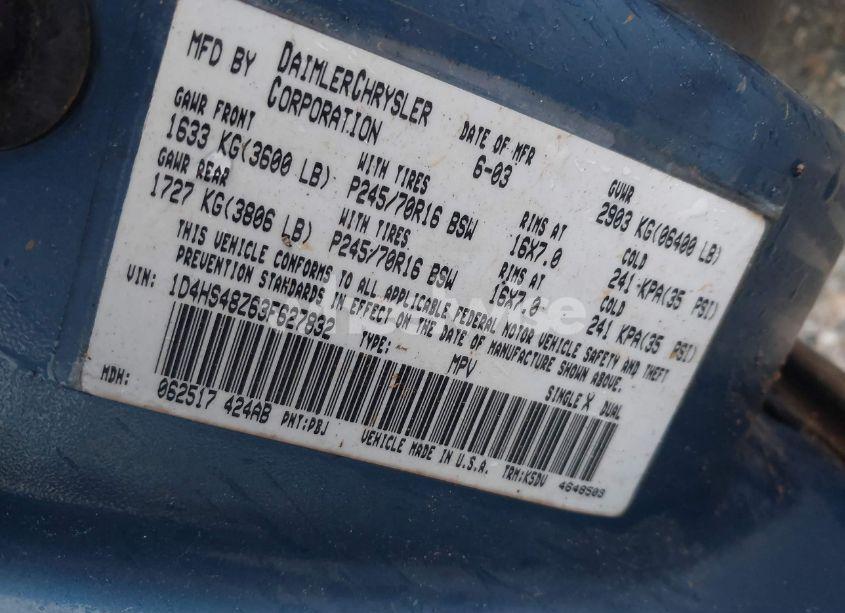 MFD BY DAIMLERCHRYSLER CORPORATION
DATE OF MFR 6-03
GVWR 2903 KG(06400 LB)
GAWR FRONT 1633 KG(3600 LB)
WITH TIRES P245/70R16 BSW
RIMS AT 16X7.0
COLD 241 KPA(35 PSI)
GAWR REAR 1727 KG(3806 LB)
WITH TIRES P245/70R16 BSW
RIMS AT 16X7.0
COLD 241 KPA(35 PSI)
THIS VEHICLE CONFORMS TO ALL APPLICABLE FEDERAL MOTOR VEHICLE SAFETY AND THEFT
PREVENTION STANDARDS IN EFFECT ON THE DATE OF MANUFACTURE SHOWN ABOVE.
VIN: 1D4HS48Z63F627832
TYPE: MPV
SINGLE X DUAL
MDH: 062517 424AB
PNT:PBJ
VEHICLE MADE IN U.S.A.
TRM:K5DV
4648503